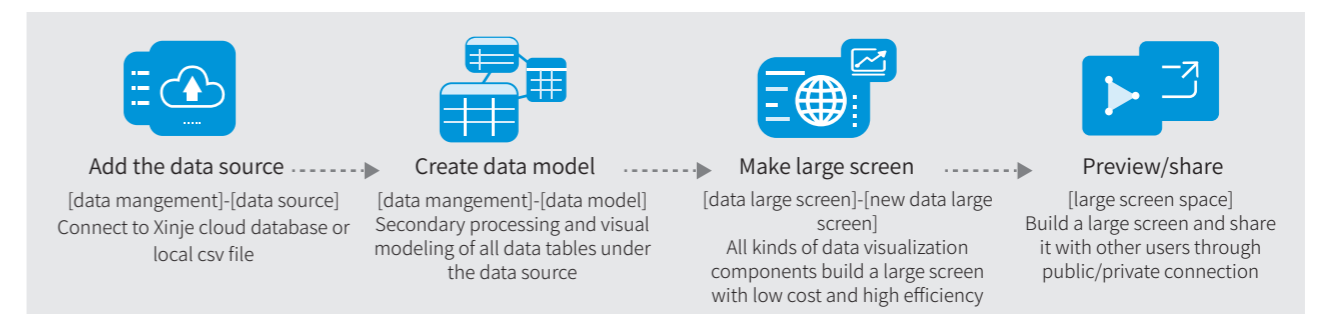 Add the data source
[data mangement]-[data source]
Connect to Xinje cloud database or
local csv file
Create data model
[data mangement]-[data model]
Secondary processing and visual
modeling of all data tables under
the data source
Make large screen
[data large screen]-[new data large
screen]
All kinds of data visualization
components build a large screen
with low cost and high efficiency
Preview/share
[large screen space]
Build a large screen and share
it with other users through
public/private connection